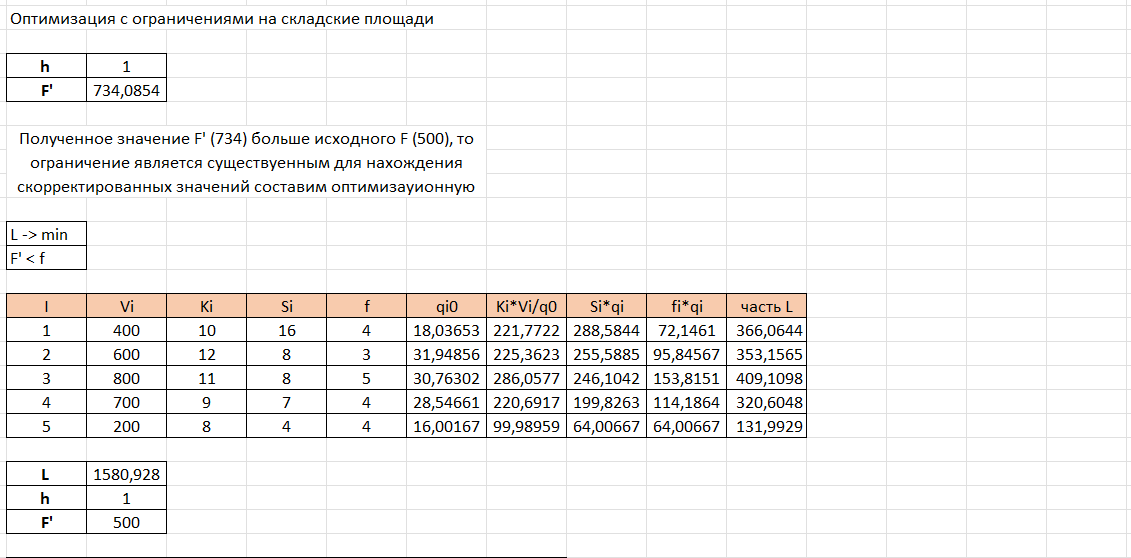 Оптимизация с ограничениями на складские площади
h 1
F' 734,0854
Полученное значение F' (734) больше исходного F (500), то
ограничение является существуенным для нахождения
скорректированных значений составим оптимизауионную
L -> min
F' < f
I Vi Ki Si f qi0 Ki*Vi/q0 Si*qi fi*qi часть L
1 400 10 16 4 18,03653 221,7722 288,5844 72,1461 366,0644
2 600 12 8 3 31,94856 225,3623 255,5885 95,84567 353,1565
3 800 11 8 5 30,76302 286,0577 246,1042 153,8151 409,1098
4 700 9 7 4 28,54661 220,6917 199,8263 114,1864 320,6048
5 200 8 4 4 16,00167 99,98959 64,00667 64,00667 131,9929
L 1580,928
h 1
F' 500